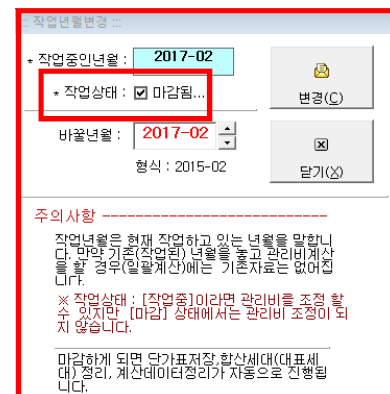 ::: 작업년월변경 :::
* 작업중인년월 : 2017-02
* 작업상태 : ☑ 마감됨...
변경(C)
바꿀년월 : 2017-02
형식 : 2015-02
닫기(X)
주의사항 ----------------------------
작업년월은 현재 작업하고 있는 년월을 말합니
다. 만약 기존(작업된) 년월을 놓고 관리비계산
을 할 경우(일괄계산)에는 기존자료는 없어집
니다.
※ 작업상태 : [작업중]이라면 관리비를 조정 할
수 있지만 [마감] 상태에서는 관리비 조정이 되
지 않습니다.
마감하게 되면 단가표저장,합산세대(대표세
대) 정리, 계산데이터정리가 자동으로 진행됩
니다.